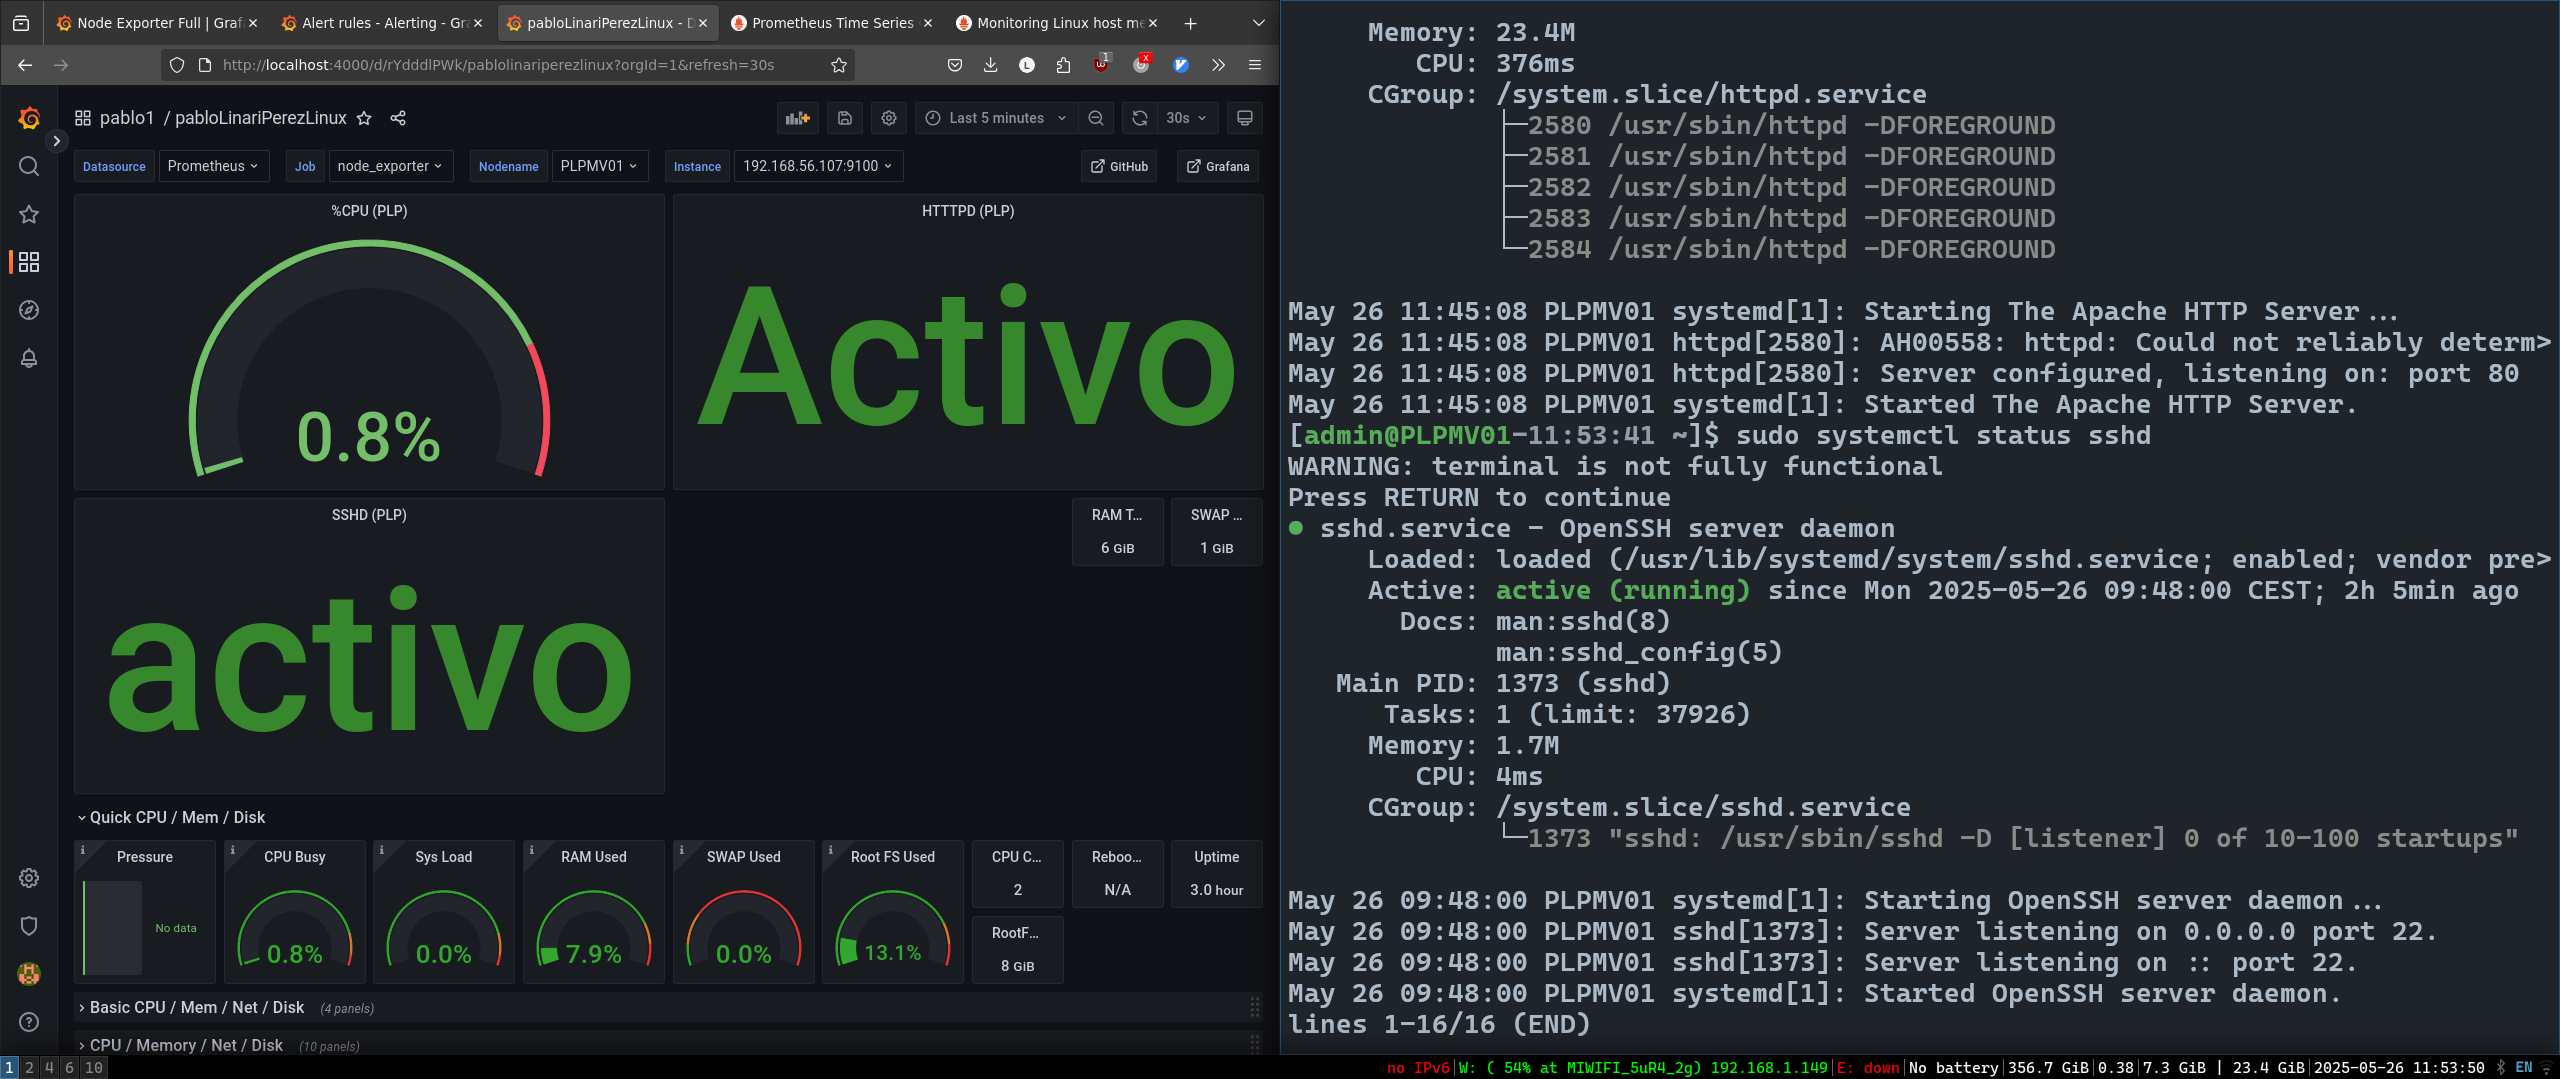 Node Exporter Full | Graf
Alert rules - Alerting - Gra
pabloLinariPerezLinux - D
Prometheus Time Series
Monitoring Linux host me
http://localhost:4000/d/rYdddlPWk/pablolinariperezlinux?orgId=1&refresh=30s
pablo1 / pabloLinariPerezLinux
Last 5 minutes
30s
Datasource Prometheus
Job node_exporter
Nodename PLPMV01
Instance 192.168.56.107:9100
GitHub
Grafana
%CPU (PLP)
0.8%
HTTTPD (PLP)
Activo
SSHD (PLP)
activo
RAM T...
6 GiB
SWAP ...
1 GiB
Quick CPU / Mem / Disk
Pressure
No data
CPU Busy
0.8%
Sys Load
0.0%
RAM Used
7.9%
SWAP Used
0.0%
Root FS Used
13.1%
CPU C...
2
Reboo...
N/A
Uptime
3.0 hour
RootF...
8 GiB
Basic CPU / Mem / Net / Disk (4 panels)
CPU / Memory / Net / Disk (10 panels)
Memory: 23.4M
CPU: 376ms
CGroup: /system.slice/httpd.service
├─2580 /usr/sbin/httpd -DFOREGROUND
├─2581 /usr/sbin/httpd -DFOREGROUND
├─2582 /usr/sbin/httpd -DFOREGROUND
├─2583 /usr/sbin/httpd -DFOREGROUND
└─2584 /usr/sbin/httpd -DFOREGROUND
May 26 11:45:08 PLPMV01 systemd[1]: Starting The Apache HTTP Server...
May 26 11:45:08 PLPMV01 httpd[2580]: AH00558: httpd: Could not reliably determ>
May 26 11:45:08 PLPMV01 httpd[2580]: Server configured, listening on: port 80
May 26 11:45:08 PLPMV01 systemd[1]: Started The Apache HTTP Server.
[admin@PLPMV01-11:53:41 ~]$ sudo systemctl status sshd
WARNING: terminal is not fully functional
Press RETURN to continue
● sshd.service - OpenSSH server daemon
Loaded: loaded (/usr/lib/systemd/system/sshd.service; enabled; vendor pre>
Active: active (running) since Mon 2025-05-26 09:48:00 CEST; 2h 5min ago
Docs: man:sshd(8)
man:sshd_config(5)
Main PID: 1373 (sshd)
Tasks: 1 (limit: 37926)
Memory: 1.7M
CPU: 4ms
CGroup: /system.slice/sshd.service
└─1373 "sshd: /usr/sbin/sshd -D [listener] 0 of 10-100 startups"
May 26 09:48:00 PLPMV01 systemd[1]: Starting OpenSSH server daemon...
May 26 09:48:00 PLPMV01 sshd[1373]: Server listening on 0.0.0.0 port 22.
May 26 09:48:00 PLPMV01 sshd[1373]: Server listening on :: port 22.
May 26 09:48:00 PLPMV01 systemd[1]: Started OpenSSH server daemon.
lines 1-16/16 (END)
1 2 4 6 10
no IPv6|W: ( 54% at MIWIFI_5uR4_2g) 192.168.1.149|E: down|No battery|356.7 GiB|0.38|7.3 GiB | 23.4 GiB|2025-05-26 11:53:50 EN